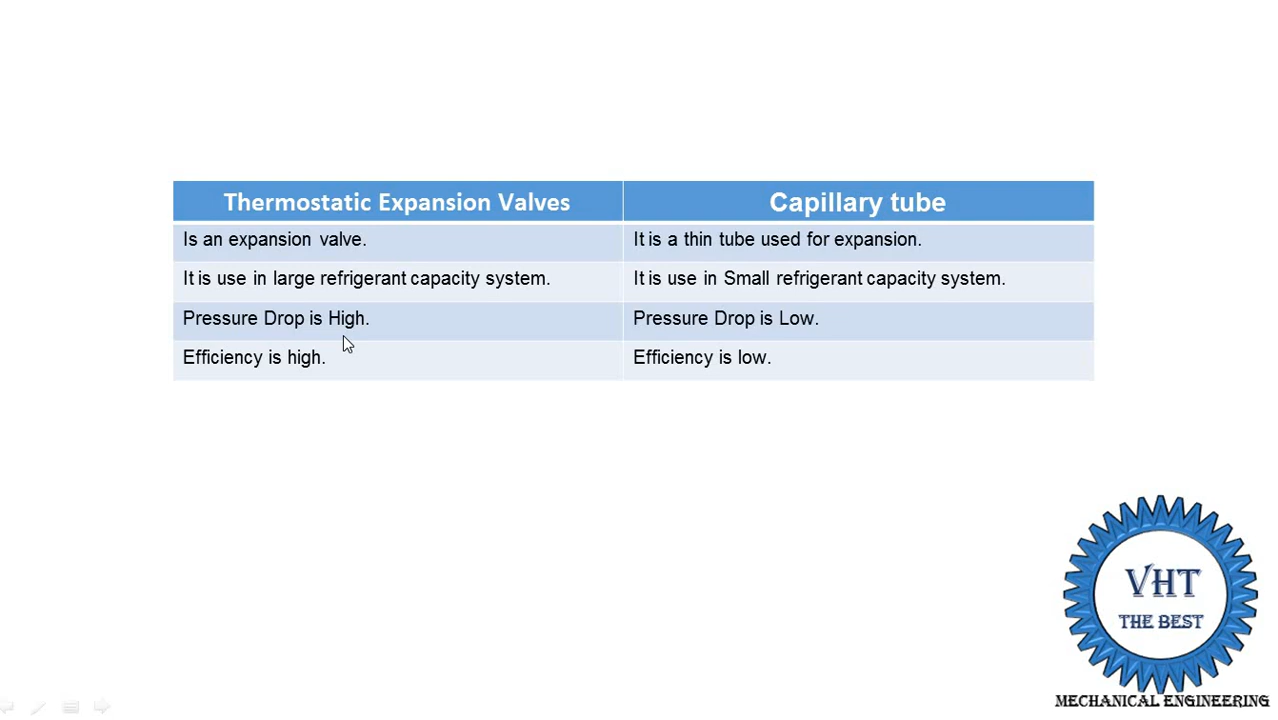 Thermostatic Expansion Valves
Capillary tube
Is an expansion valve.
It is a thin tube used for expansion.
It is use in large refrigerant capacity system.
It is use in Small refrigerant capacity system.
Pressure Drop is High.
Pressure Drop is Low.
Efficiency is high.
Efficiency is low.
VHT
THE BEST
MECHANICAL ENGINEERING